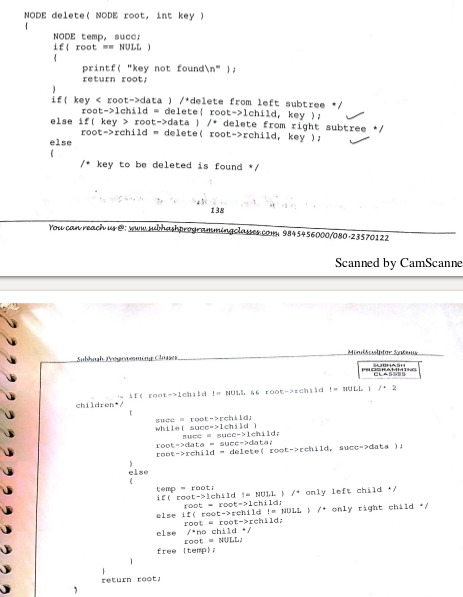 NODE delete( NODE root, int key )
{
NODE temp, succ;
if( root == NULL )
{
printf( "key not found\n" );
return root;
}
if( key < root->data ) /*delete from left subtree */
root->lchild = delete( root->lchild, key );
else if( key > root->data ) /* delete from right subtree */
root->rchild = delete( root->rchild, key );
else
{
/* key to be deleted is found */
138
You can reach us @: www.subhashprogrammingclasses.com, 9845456000/080-23570122
Scanned by CamScanne
Subhash Programming Classes
MindSculptor Systems
SUBHASH
PROGRAMMING
CLASSES
if( root->lchild != NULL && root->rchild != NULL ) /* 2
children*/
{
succ = root->rchild;
while( succ->lchild )
succ = succ->lchild;
root->data = succ->data;
root->rchild = delete( root->rchild, succ->data );
}
else
{
temp = root;
if( root->lchild != NULL ) /* only left child */
root = root->lchild;
else if( root->rchild != NULL ) /* only right child */
root = root->rchild;
else /*no child */
root = NULL;
free (temp);
}
}
return root;
}